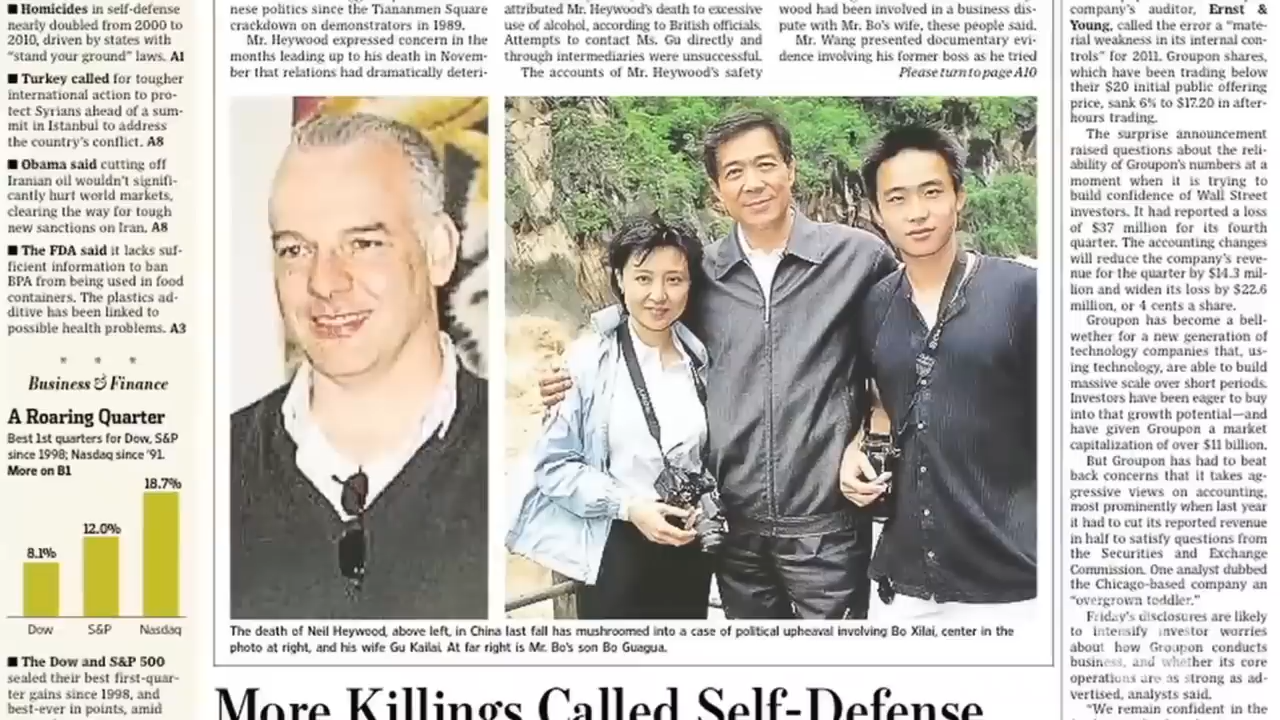 ■ Homicides in self-defense
nearly doubled from 2000 to
2010, driven by states with
"stand your ground" laws. A1
■ Turkey called for tougher
international action to pro-
tect Syrians ahead of a sum-
mit in Istanbul to address
the country's conflict. A8
■ Obama said cutting off
Iranian oil wouldn't signifi-
cantly hurt world markets,
clearing the way for tough
new sanctions on Iran. A8
■ The FDA said it lacks suf-
ficient information to ban
BPA from being used in food
containers. The plastics ad-
ditive has been linked to
possible health problems. A3
* * *
Business & Finance
A Roaring Quarter
Best 1st quarters for Dow, S&P
since 1998; Nasdaq since '91.
More on B1
18.7%
12.0%
8.1%
Dow S&P Nasdaq
■ The Dow and S&P 500
sealed their best first-quar-
ter gains since 1998, and
best-ever in points, amid
nese politics since the Tiananmen Square
crackdown on demonstrators in 1989.
Mr. Heywood expressed concern in the
months leading up to his death in Novem-
ber that relations had dramatically deteri-
attributed Mr. Heywood's death to excessive
use of alcohol, according to British officials.
Attempts to contact Ms. Gu directly and
through intermediaries were unsuccessful.
The accounts of Mr. Heywood's safety
wood had been involved in a business dis-
pute with Mr. Bo's wife, these people said.
Mr. Wang presented documentary evi-
dence involving his former boss as he tried
Please turn to page A10
The death of Neil Heywood, above left, in China last fall has mushroomed into a case of political upheaval involving Bo Xilai, center in the
photo at right, and his wife Gu Kailai. At far right is Mr. Bo's son Bo Guagua.
More Killings Called Self-Defense
company's auditor, Ernst &
Young, called the error a "mate-
rial weakness in its internal con-
trols" for 2011. Groupon shares,
which have been trading below
their $20 initial public offering
price, sank 6% to $17.20 in after-
hours trading.
The surprise announcement
raised questions about the reli-
ability of Groupon's numbers at a
moment when it is trying to
build confidence of Wall Street
investors. It had reported a loss
of $37 million for its fourth
quarter. The accounting changes
will reduce the company's reve-
nue for the quarter by $14.3 mil-
lion and widen its loss by $22.6
million, or 4 cents a share.
Groupon has become a bell-
wether for a new generation of
technology companies that, us-
ing technology, are able to build
massive scale over short periods.
Investors have been eager to buy
into that growth potential—and
have given Groupon a market
capitalization of over $11 billion.
But Groupon has had to beat
back concerns that it takes ag-
gressive views on accounting,
most prominently when last year
it had to cut its reported revenue
in half to satisfy questions from
the Securities and Exchange
Commission. One analyst dubbed
the Chicago-based company an
"overgrown toddler."
Friday's disclosures are likely
to intensify investor worries
about how Groupon conducts
business, and whether its core
operations are as strong as ad-
vertised, analysts said.
"We remain confident in the